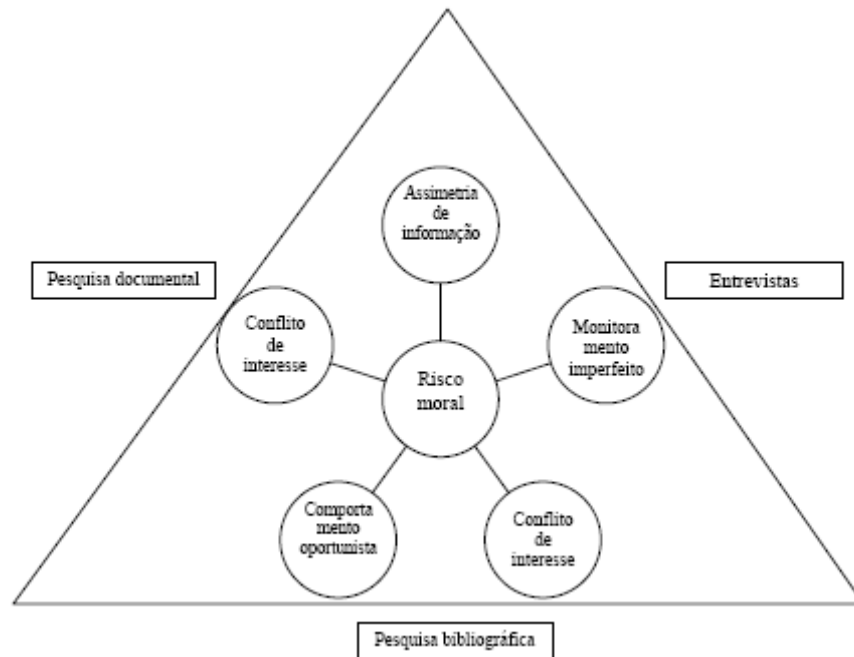 Assimetria
de
informação
Pesquisa documental
Entrevistas
Conflito
de
interesse
Monitora
mento
imperfeito
Risco
moral
Comporta
mento
oportunista
Conflito
de
interesse
Pesquisa bibliográfica